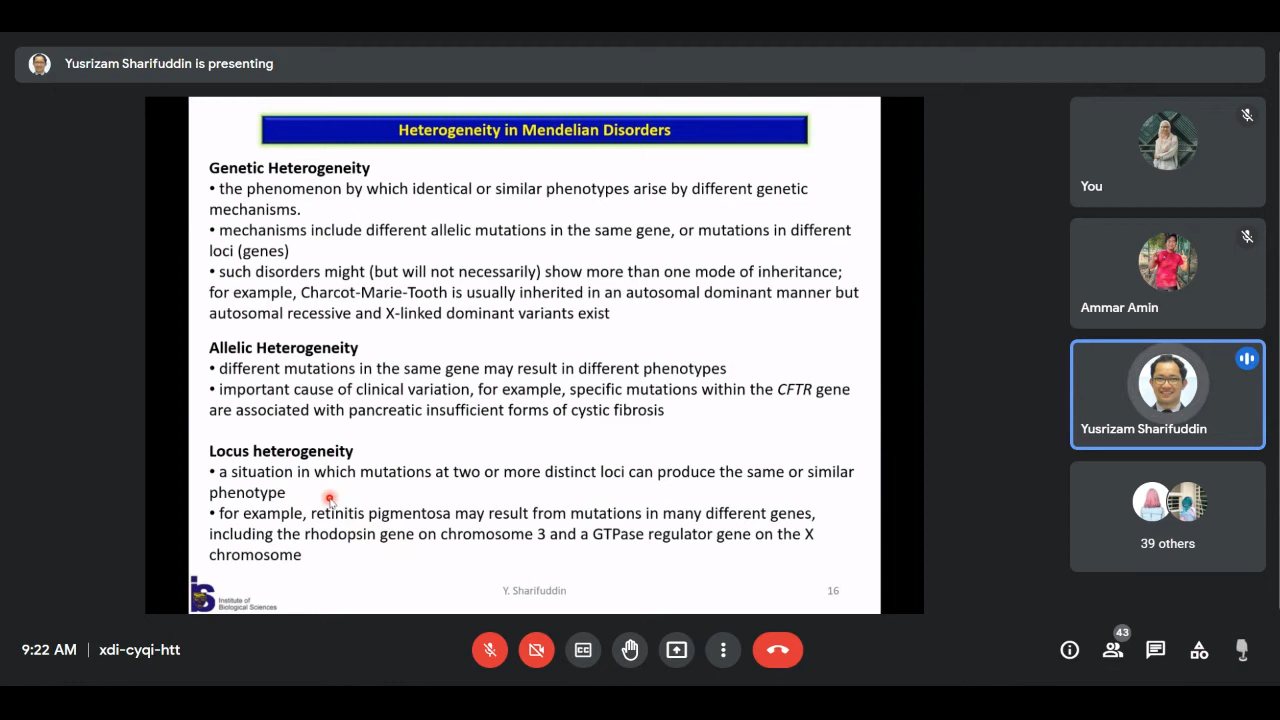 Yusrizam Sharifuddin is presenting
Heterogeneity in Mendelian Disorders
Genetic Heterogeneity
• the phenomenon by which identical or similar phenotypes arise by different genetic
mechanisms.
• mechanisms include different allelic mutations in the same gene, or mutations in different
loci (genes)
• such disorders might (but will not necessarily) show more than one mode of inheritance;
for example, Charcot-Marie-Tooth is usually inherited in an autosomal dominant manner but
autosomal recessive and X-linked dominant variants exist
Allelic Heterogeneity
• different mutations in the same gene may result in different phenotypes
• important cause of clinical variation, for example, specific mutations within the CFTR gene
are associated with pancreatic insufficient forms of cystic fibrosis
Locus heterogeneity
• a situation in which mutations at two or more distinct loci can produce the same or similar
phenotype
• for example, retinitis pigmentosa may result from mutations in many different genes,
including the rhodopsin gene on chromosome 3 and a GTPase regulator gene on the X
chromosome
Institute of
Biological Sciences
Y. Sharifuddin
16
You
Ammar Amin
Yusrizam Sharifuddin
39 others
9:22 AM | xdi-cyqi-htt
43